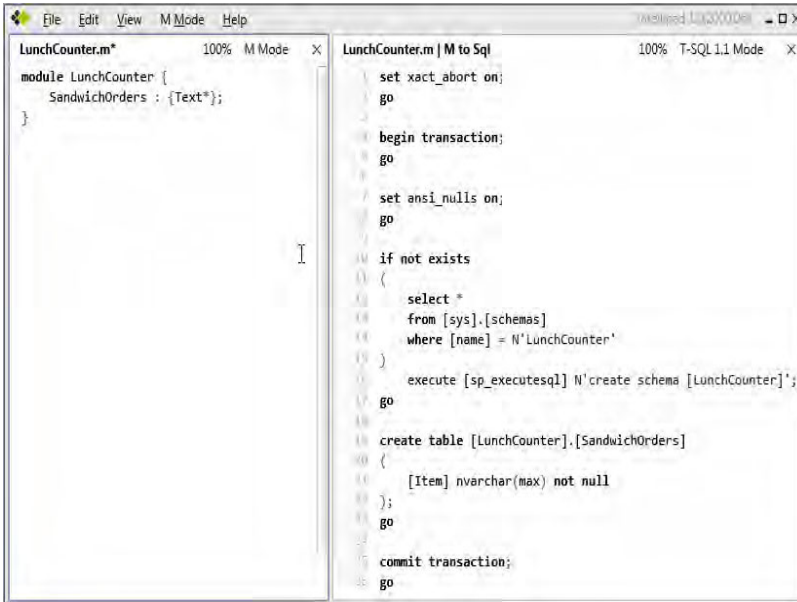 File Edit View M Mode Help
LunchCounter.m* 100% M Mode X
module LunchCounter {
    SandwichOrders : {Text*};
}
LunchCounter.m | M to Sql 100% T-SQL 1.1 Mode X
set xact_abort on;
go
begin transaction;
go
set ansi_nulls on;
go
if not exists
(
    select *
    from [sys].[schemas]
    where [name] = N'LunchCounter'
)
    execute [sp_executesql] N'create schema [LunchCounter]';
go
create table [LunchCounter].[SandwichOrders]
(
    [Item] nvarchar(max) not null
);
go
commit transaction;
go